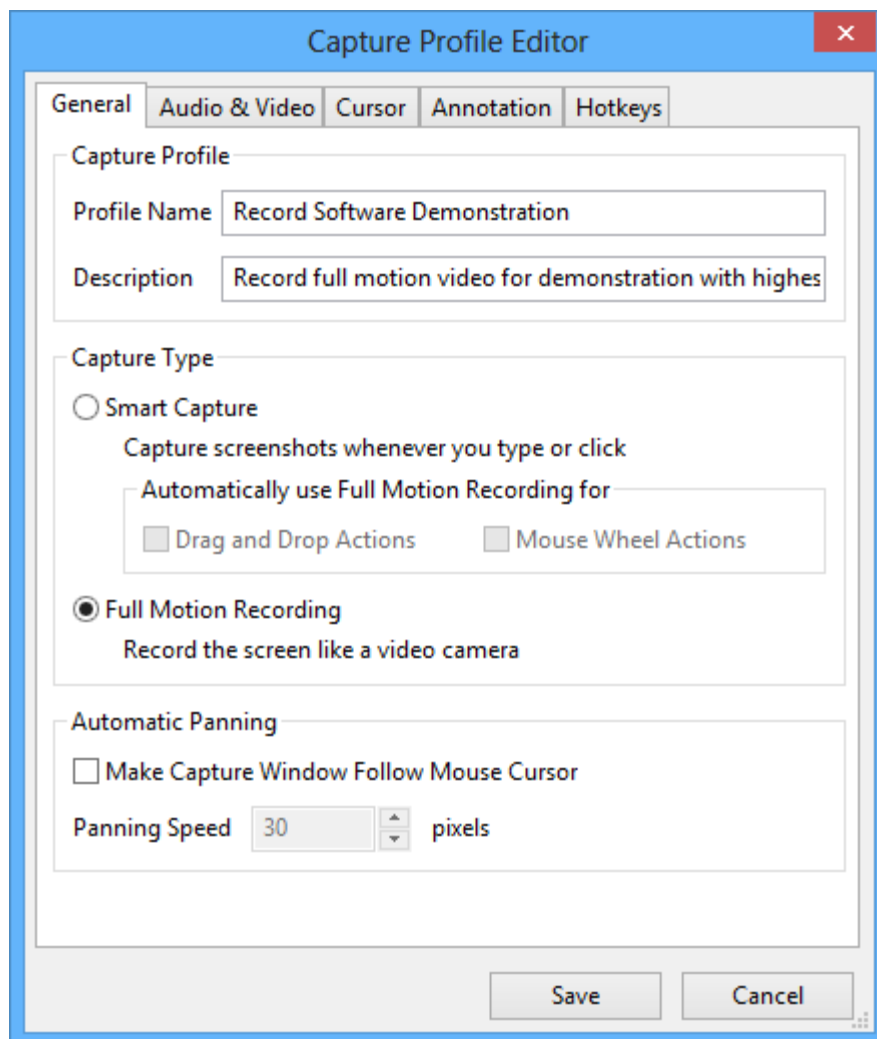 Capture Profile Editor
General Audio & Video Cursor Annotation Hotkeys
Capture Profile
Profile Name Record Software Demonstration
Description Record full motion video for demonstration with highes
Capture Type
Smart Capture
Capture screenshots whenever you type or click
Automatically use Full Motion Recording for
Drag and Drop Actions Mouse Wheel Actions
Full Motion Recording
Record the screen like a video camera
Automatic Panning
Make Capture Window Follow Mouse Cursor
Panning Speed 30 pixels
Save Cancel